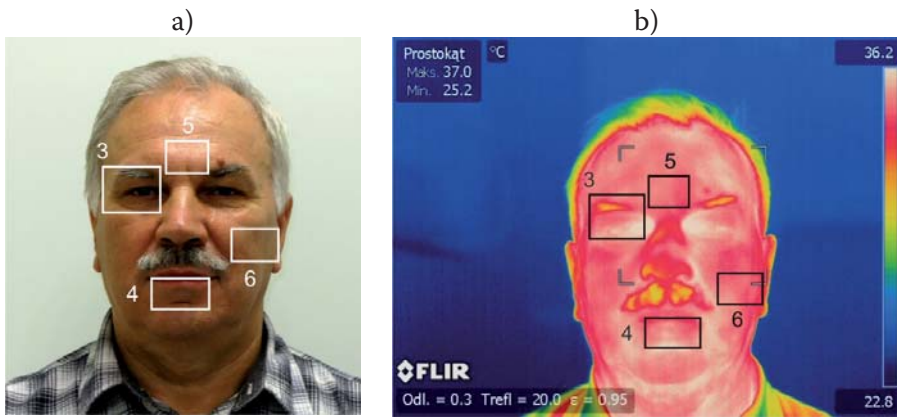 a)
b)
5
3
6
4
Prostokąt °C
Maks. 37.0
Min. 25.2
36.2
5
3
6
4
FLIR
Odl. = 0.3 Trefl = 20.0 ε = 0.95
22.8